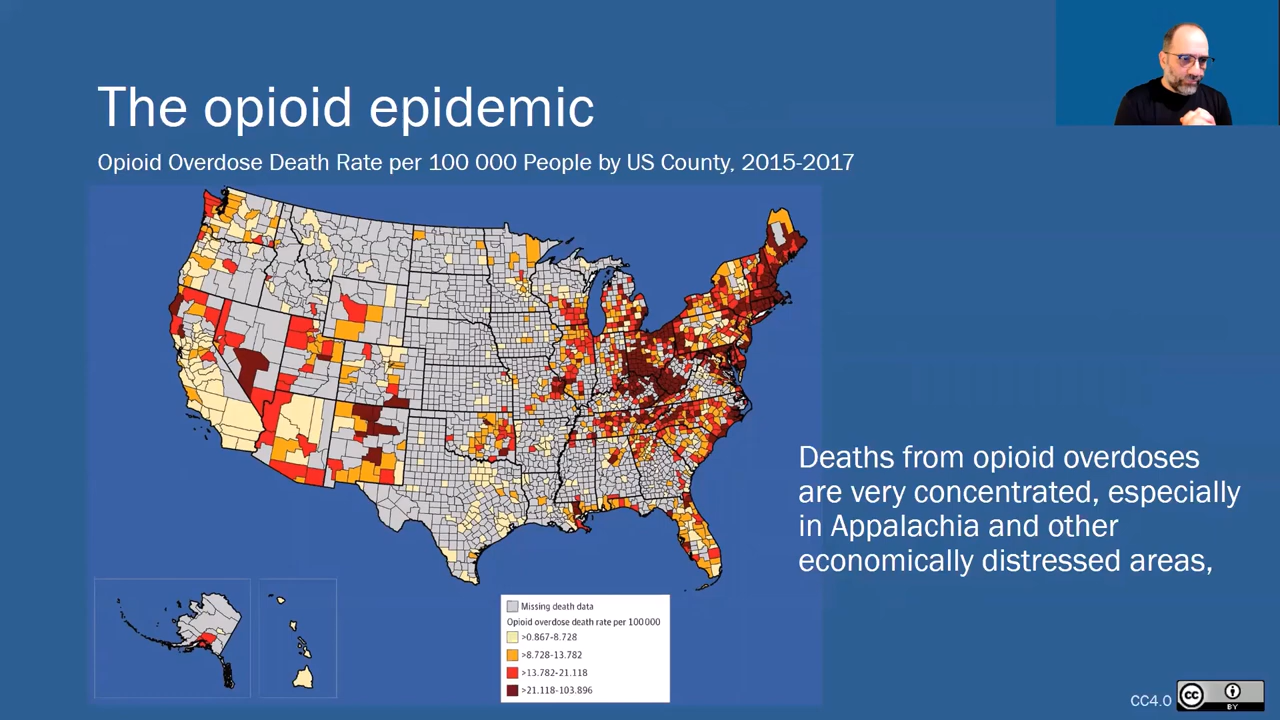 The opioid epidemic
Opioid Overdose Death Rate per 100 000 People by US County, 2015-2017
Deaths from opioid overdoses
are very concentrated, especially
in Appalachia and other
economically distressed areas,
Missing death data
Opioid overdose death rate per 100 000
>0.867-8.728
>8.728-13.782
>13.782-21.118
>21.118-103.896
CC4.0
cc
BY